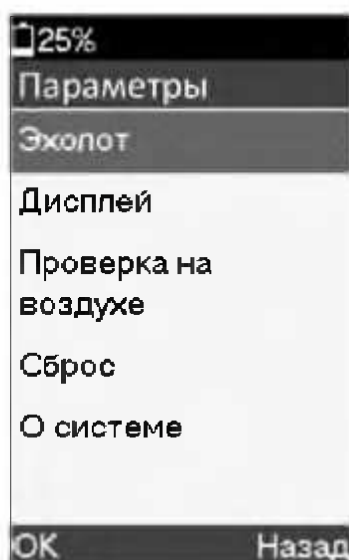 25%
Параметры
Эхолот
Дисплей
Проверка на
воздухе
Сброс
О системе
OK Назад